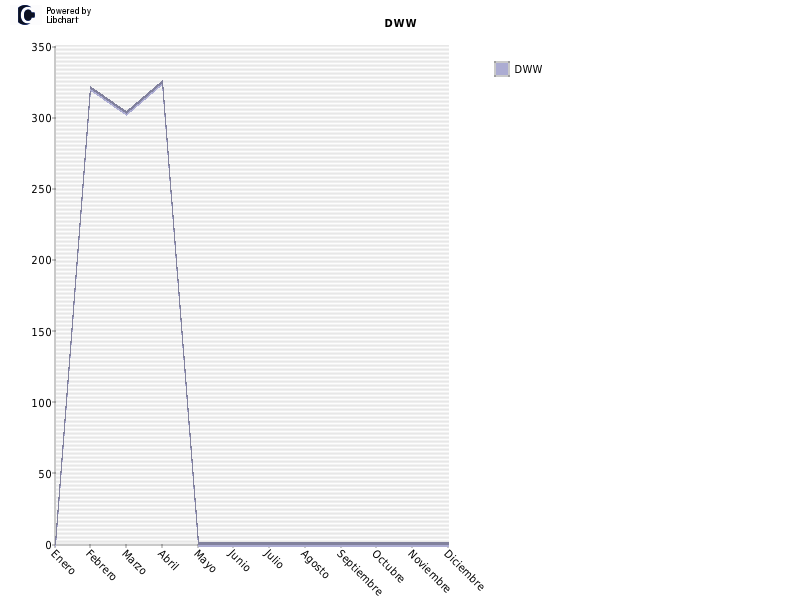 Powered by
Libchart
DWW
DWW
350
300
250
200
150
100
50
0
Enero
Febrero
Marzo
Abril
Mayo
Junio
Julio
Agosto
Septiembre
Octubre
Noviembre
Diciembre